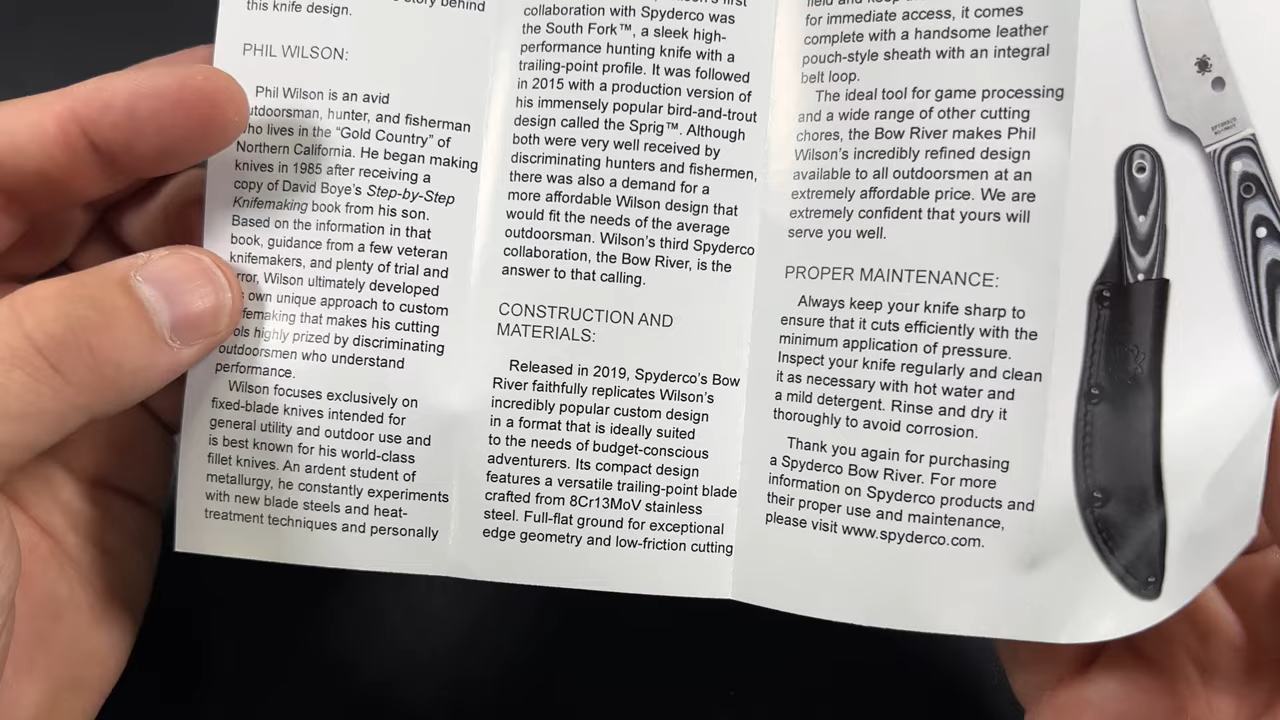 story behind
this knife design.
PHIL WILSON:
Phil Wilson is an avid
utdoorsman, hunter, and fisherman
ho lives in the “Gold Country” of
Northern California. He began making
knives in 1985 after receiving a
copy of David Boye’s Step-by-Step
Knifemaking book from his son.
Based on the information in that
book, guidance from a few veteran
knifemakers, and plenty of trial and
rror, Wilson ultimately developed
s own unique approach to custom
ifemaking that makes his cutting
ols highly prized by discriminating
outdoorsmen who understand
performance.
Wilson focuses exclusively on
fixed-blade knives intended for
general utility and outdoor use and
is best known for his world-class
fillet knives. An ardent student of
metallurgy, he constantly experiments
with new blade steels and heat-
treatment techniques and personally
first
collaboration with Spyderco was
the South Fork™, a sleek high-
performance hunting knife with a
trailing-point profile. It was followed
in 2015 with a production version of
his immensely popular bird-and-trout
design called the Sprig™. Although
both were very well received by
discriminating hunters and fishermen,
there was also a demand for a
more affordable Wilson design that
would fit the needs of the average
outdoorsman. Wilson’s third Spyderco
collaboration, the Bow River, is the
answer to that calling.
CONSTRUCTION AND
MATERIALS:
Released in 2019, Spyderco’s Bow
River faithfully replicates Wilson’s
incredibly popular custom design
in a format that is ideally suited
to the needs of budget-conscious
adventurers. Its compact design
features a versatile trailing-point blade
crafted from 8Cr13MoV stainless
steel. Full-flat ground for exceptional
edge geometry and low-friction cutting
field and keep
for immediate access, it comes
complete with a handsome leather
pouch-style sheath with an integral
belt loop.
The ideal tool for game processing
and a wide range of other cutting
chores, the Bow River makes Phil
Wilson’s incredibly refined design
available to all outdoorsmen at an
extremely affordable price. We are
extremely confident that yours will
serve you well.
PROPER MAINTENANCE:
Always keep your knife sharp to
ensure that it cuts efficiently with the
minimum application of pressure.
Inspect your knife regularly and clean
it as necessary with hot water and
a mild detergent. Rinse and dry it
thoroughly to avoid corrosion.
Thank you again for purchasing
a Spyderco Bow River. For more
information on Spyderco products and
their proper use and maintenance,
please visit www.spyderco.com.